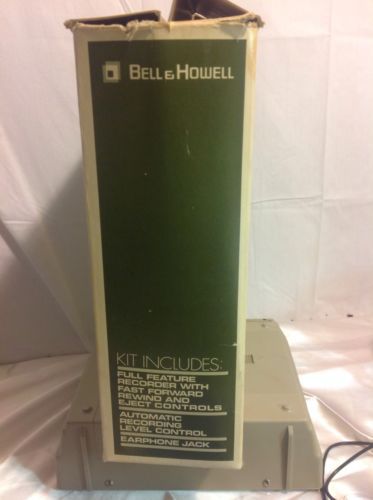 BELL & HOWELL
KIT INCLUDES:
FULL FEATURE
RECORDER WITH
FAST FORWARD
REWIND AND
EJECT CONTROLS
AUTOMATIC
RECORDING
LEVEL CONTROL
EARPHONE JACK